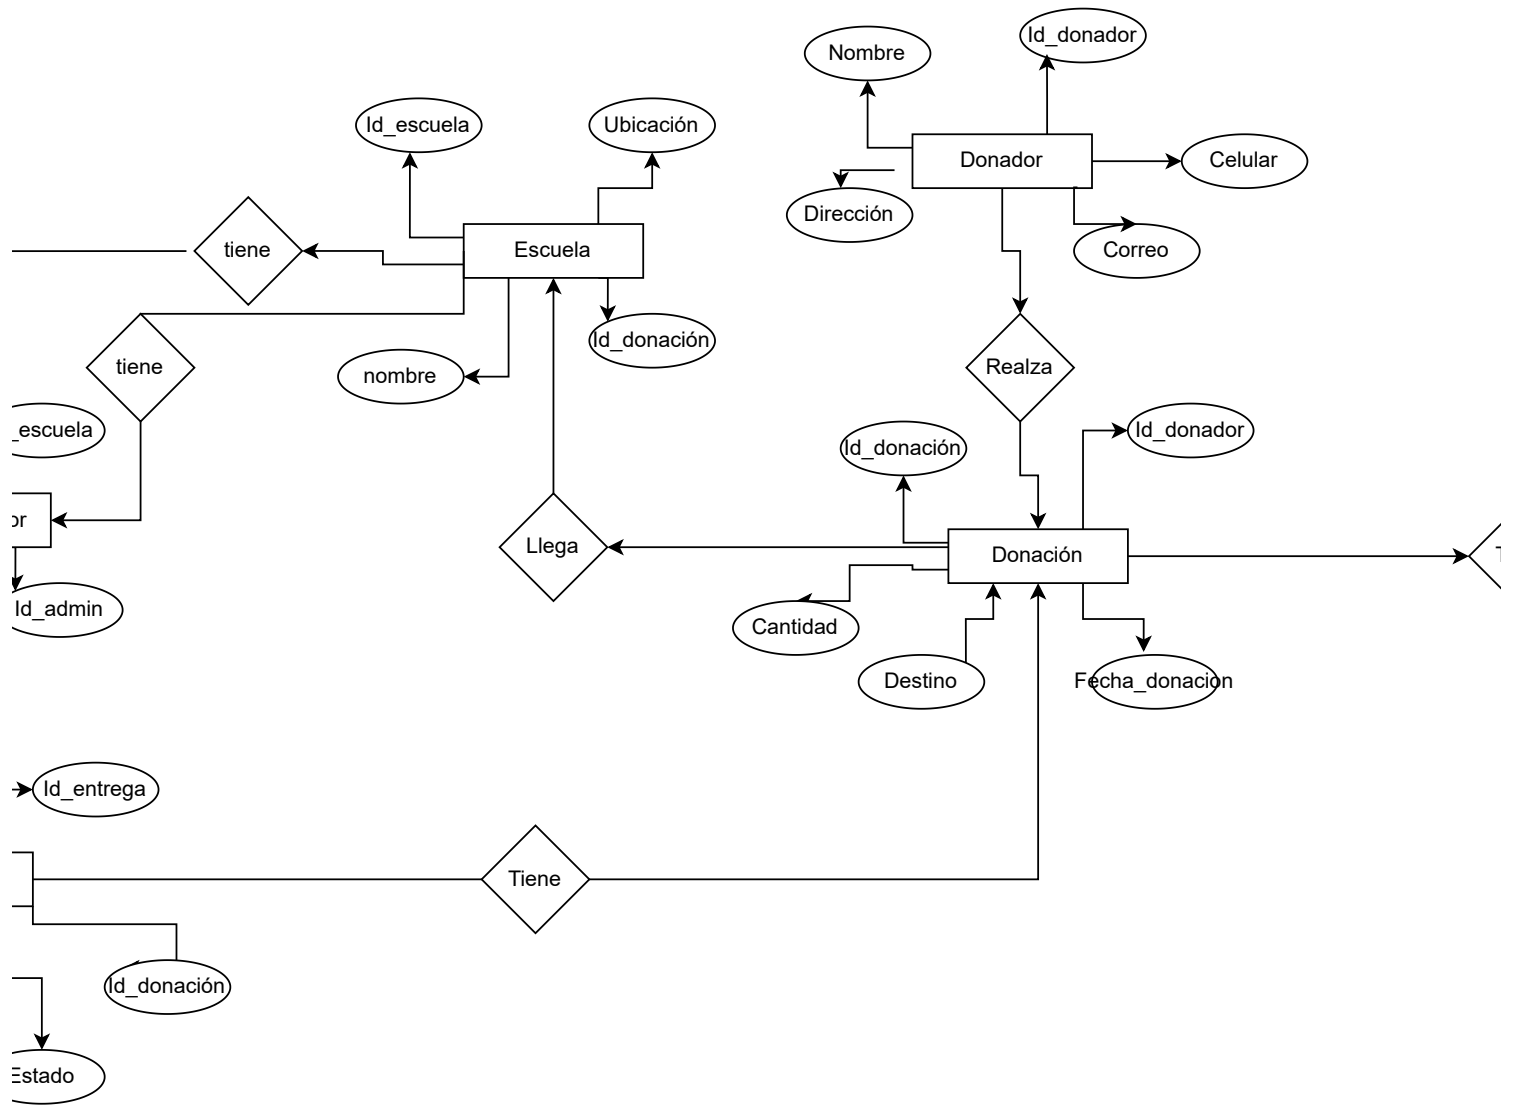 Id_donador
Nombre
Id_escuela
Ubicación
Donador
Celular
Dirección
tiene
Escuela
Correo
Id_donación
tiene
nombre
Realza
_escuela
Id_donador
Id_donación
or
Llega
Donación
Id_admin
Cantidad
Destino
Fecha_donacion
Id_entrega
Tiene
Id_donación
Estado